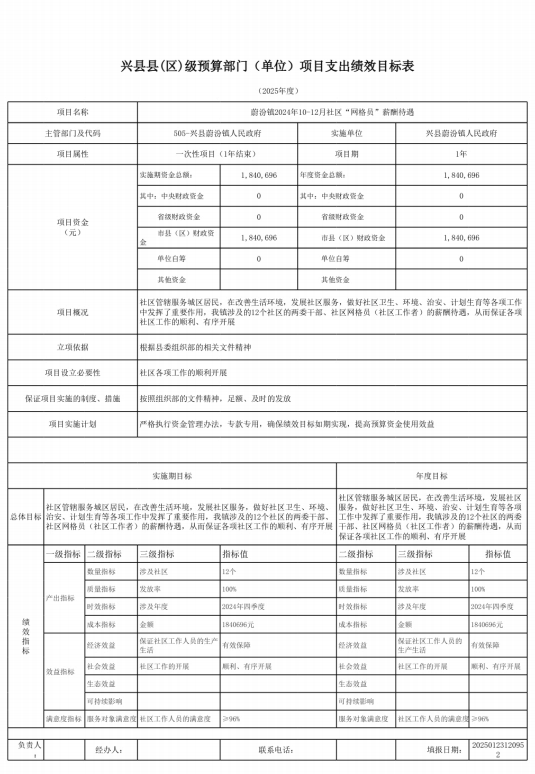 兴县县(区)级预算部门（单位）项目支出绩效目标表
（2025年度）
项目名称 蔚汾镇2024年10-12月社区“网格员”薪酬待遇
主管部门及代码 505-兴县蔚汾镇人民政府 实施单位 兴县蔚汾镇人民政府
项目属性 一次性项目（1年结束） 项目期 1年
项目资金
（元）
实施期资金总额： 1,840,696 年度资金总额： 1,840,696
其中：中央财政资金 0 其中：中央财政资金 0
省级财政资金 0 省级财政资金 0
市县（区）财政资
金 1,840,696 市县（区）财政资金 1,840,696
单位自筹 0 单位自筹 0
其他资金 其他资金
项目概况
社区管辖服务城区居民，在改善生活环境，发展社区服务，做好社区卫生、环境、治安、计划生育等各项工作
中发挥了重要作用，我镇涉及的12个社区的两委干部、社区网格员（社区工作者）的薪酬待遇，从而保证各项
社区工作的顺利、有序开展
立项依据 根据县委组织部的相关文件精神
项目设立必要性 社区各项工作的顺利开展
保证项目实施的制度、措施 按照组织部的文件精神，足额、及时的发放
项目实施计划 严格执行资金管理办法，专款专用，确保绩效目标如期实现，提高预算资金使用效益
实施期目标 年度目标
总体目标
社区管辖服务城区居民，在改善生活环境，发展社区服务，做好社区卫生、环境、
治安、计划生育等各项工作中发挥了重要作用，我镇涉及的12个社区的两委干部、
社区网格员（社区工作者）的薪酬待遇，从而保证各项社区工作的顺利、有序开展
社区管辖服务城区居民，在改善生活环境，发展社区
服务，做好社区卫生、环境、治安、计划生育等各项
工作中发挥了重要作用，我镇涉及的12个社区的两委
干部、社区网格员（社区工作者）的薪酬待遇，从而
保证各项社区工作的顺利、有序开展
绩效指标
一级指标 二级指标 三级指标 指标值 二级指标 三级指标 指标值
产出指标
数量指标 涉及社区 12个 数量指标 涉及社区 12个
质量指标 发放率 100% 质量指标 发放率 100%
时效指标 涉及年度 2024年四季度 时效指标 涉及年度 2024年四季度
成本指标 金额 1840696元 成本指标 金额 1840696元
效益指标
经济效益 保证社区工作人员的生产
生活 有效保障 经济效益 保证社区工作人员的
生产生活 有效保障
社会效益 社区工作的开展 顺利、有序开展 社会效益 社区工作的开展 顺利、有序开展
生态效益 生态效益
可持续影响 可持续影响
满意度指标 服务对象满意度 社区工作人员的满意度 ≥96% 服务对象满意度 社区工作人员的满意度 ≥96%
负责人
： 经办人： 联系电话： 填报日期： 2025012312095
2